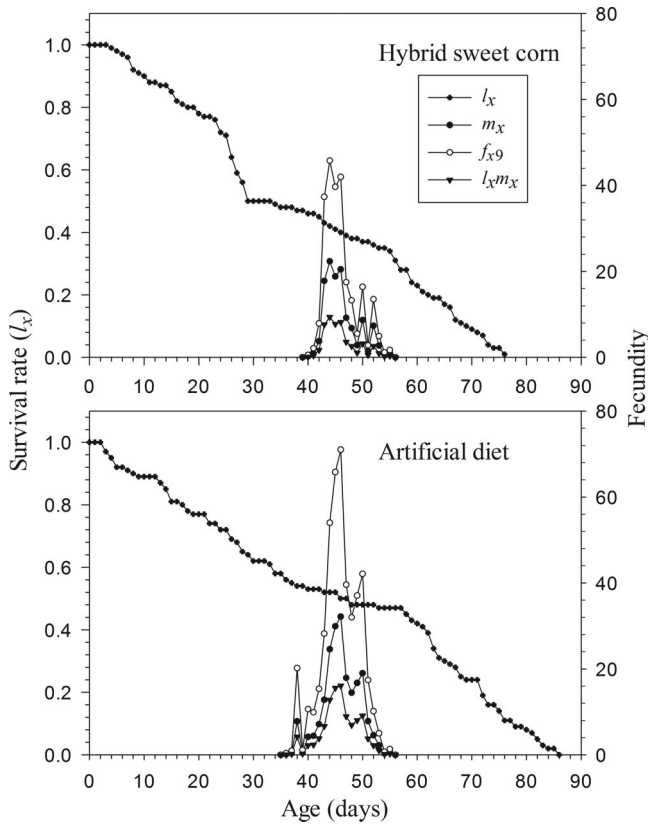 Hybrid sweet corn
lx
mx
fx9
lxmx
1.0
0.8
0.6
0.4
0.2
0.0
80
60
40
20
0
0 10 20 30 40 50 60 70 80 90
Artificial diet
1.0
0.8
0.6
0.4
0.2
0.0
80
60
40
20
0
0 20 40 60 80 90
10 30 50 70
Survival rate (lx)
Fecundity
Age (days)